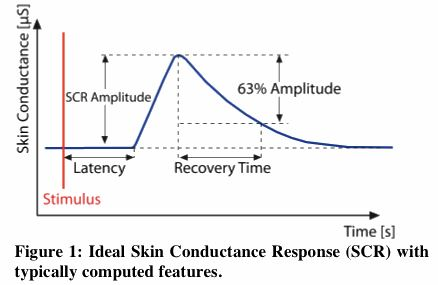 Skin Conductance [µS]
SCR Amplitude
63% Amplitude
Latency
Recovery Time
Stimulus
Time [s]
Figure 1: Ideal Skin Conductance Response (SCR) with
typically computed features.